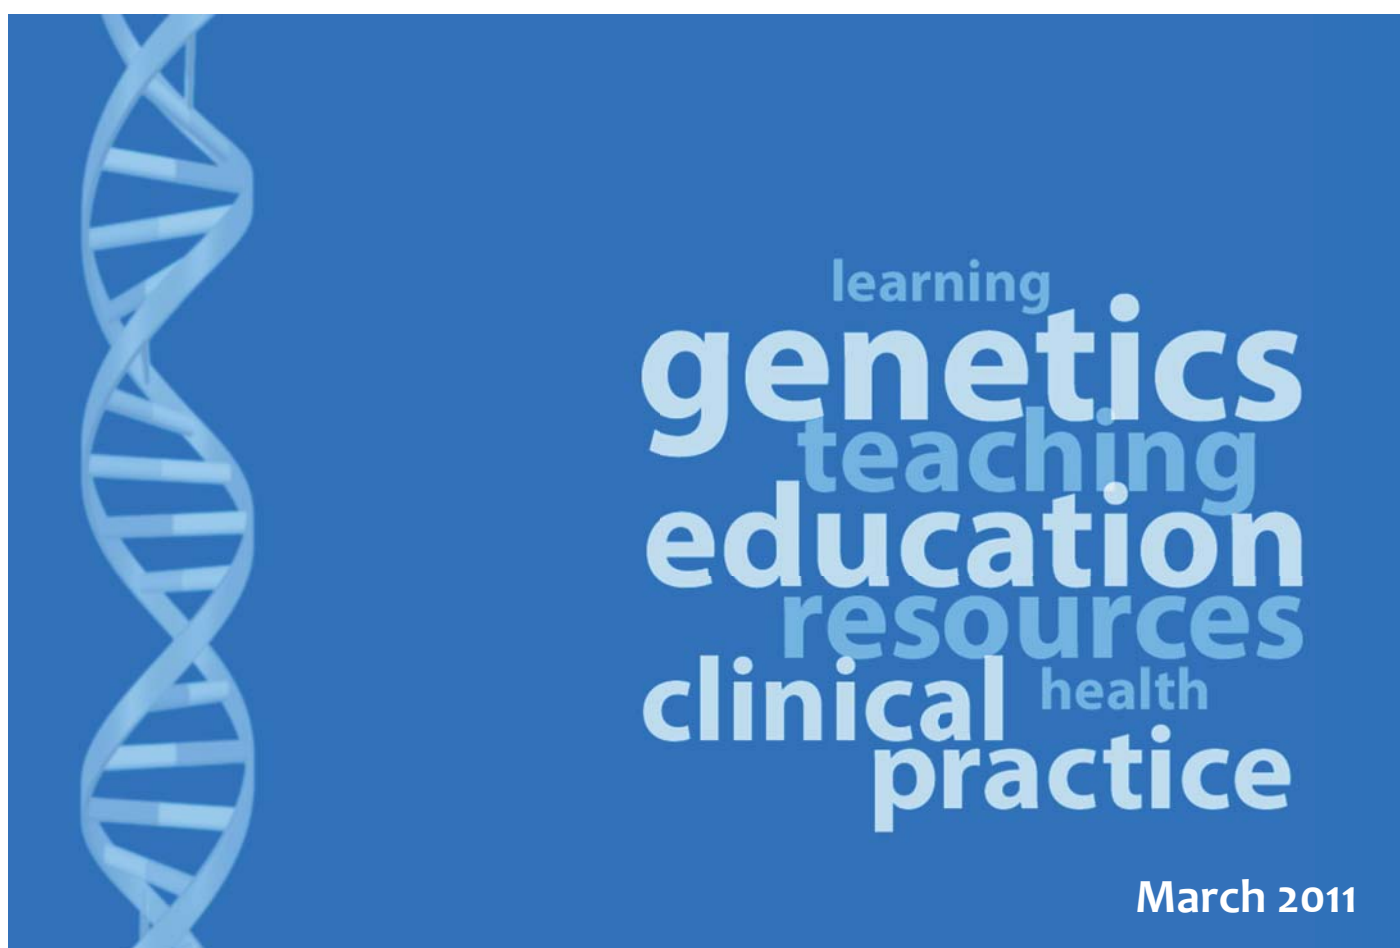 learning
genetics
teaching
education
resources
clinical health
practice
March 2011